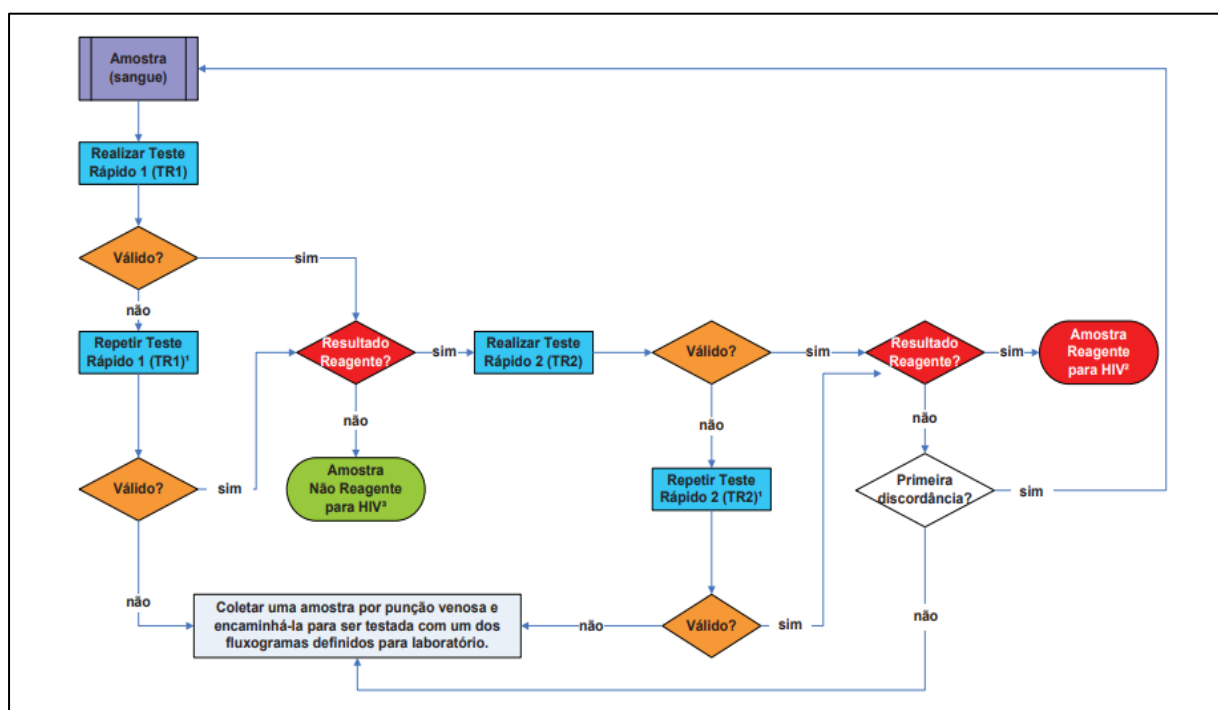 Amostra
(sangue)
Realizar Teste
Rápido 1 (TR1)
Válido?
sim
não
Repetir Teste
Rápido 1 (TR1)¹
Válido?
sim
não
Resultado
Reagente?
sim
não
Amostra
Não Reagente
para HIV³
Realizar Teste
Rápido 2 (TR2)
Válido?
sim
não
Repetir Teste
Rápido 2 (TR2)¹
Válido?
sim
não
Resultado
Reagente?
sim
não
Amostra
Reagente
para HIV²
Primeira
discordância?
sim
não
Coletar uma amostra por punção venosa e
encaminhá-la para ser testada com um dos
fluxogramas definidos para laboratório.